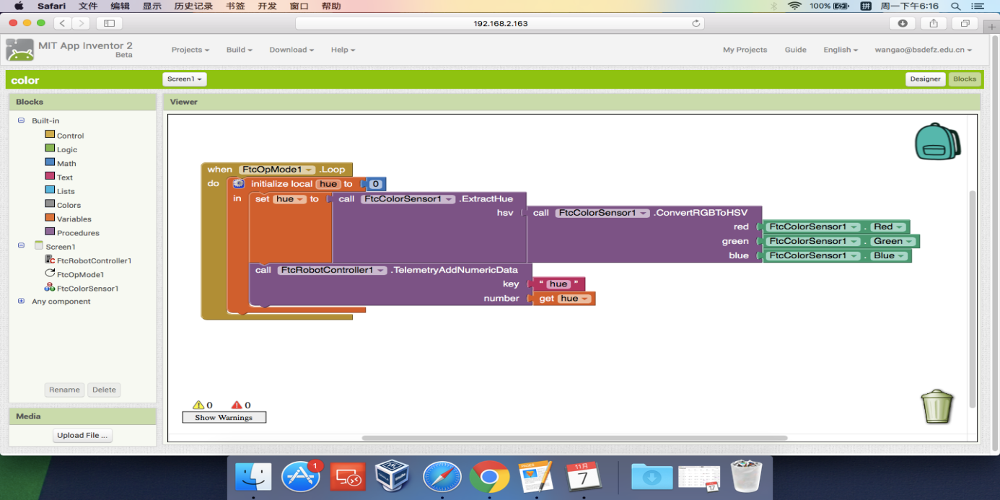 Safari 文件 编辑 显示 历史记录 书签 开发 窗口 帮助 100% 拼 周一下午6:16
192.168.2.163
MIT App Inventor 2
Beta
Projects Build Download Help My Projects Guide English wangao@bsdefz.edu.cn
color Screen1 Designer Blocks
Blocks Viewer
Built-in
Control
Logic
Math
Text
Lists
Colors
Variables
Procedures
Screen1
FtcRobotController1
FtcOpMode1
FtcColorSensor1
Any component
Rename Delete
Media
Upload File ...
when FtcOpMode1 .Loop
do initialize local hue to 0
in set hue to call FtcColorSensor1 .ExtractHue
hsv call FtcColorSensor1 .ConvertRGBToHSV
red FtcColorSensor1 . Red
green FtcColorSensor1 . Green
blue FtcColorSensor1 . Blue
call FtcRobotController1 .TelemetryAddNumericData
key " hue "
number get hue
0 0
Show Warnings
1
PAGES
11月
7
17